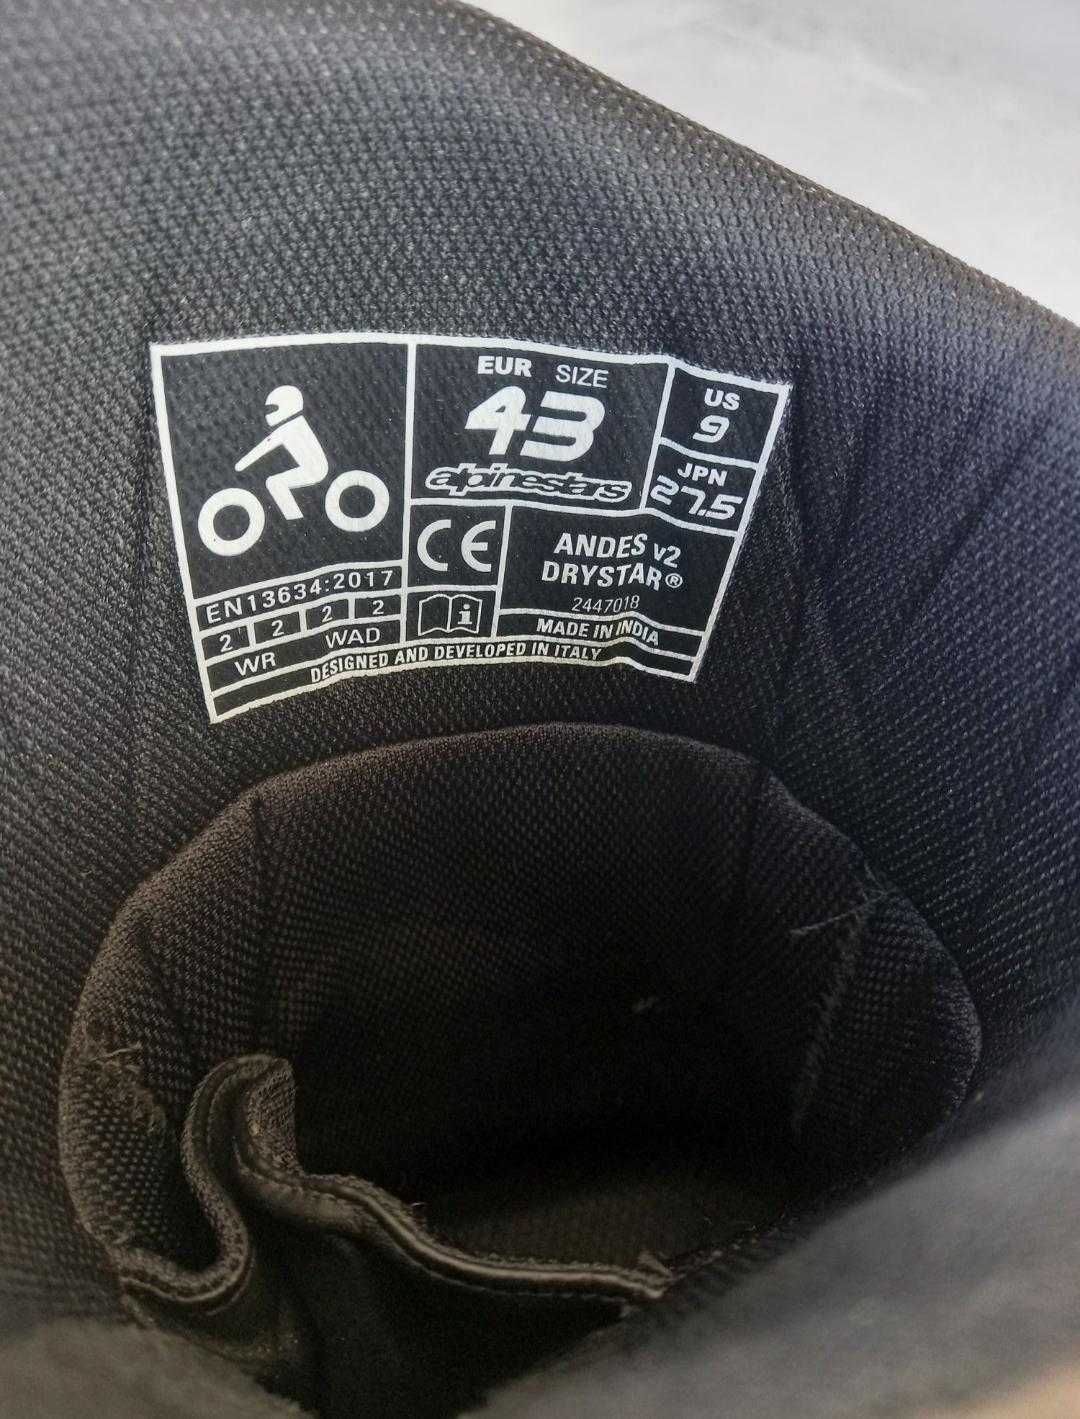 EUR SIZE
43
alpinestars
US
9
JPN
27.5
CE
ANDES v2
DRYSTAR®
2447018
EN13634:2017
2 2 2 2
WR WAD
i
MADE IN INDIA
DESIGNED AND DEVELOPED IN ITALY